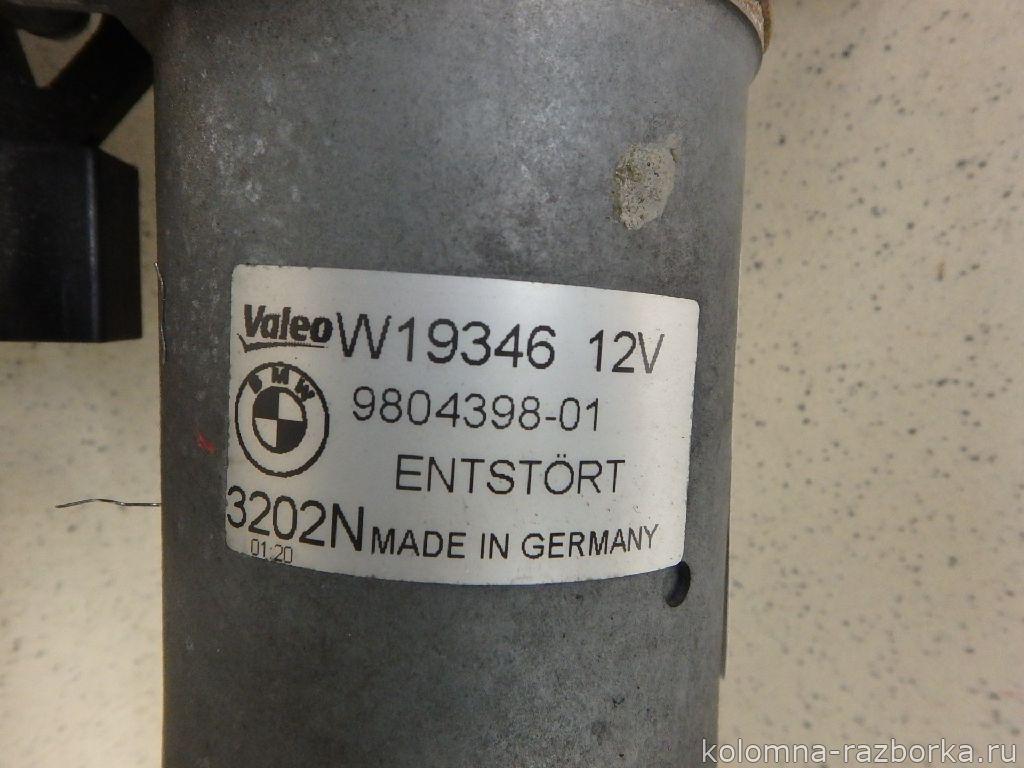 Valeo W19346 12V
BMW
9804398-01
ENTSTÖRT
3202N MADE IN GERMANY
01:20
kolomna-razborka.ru